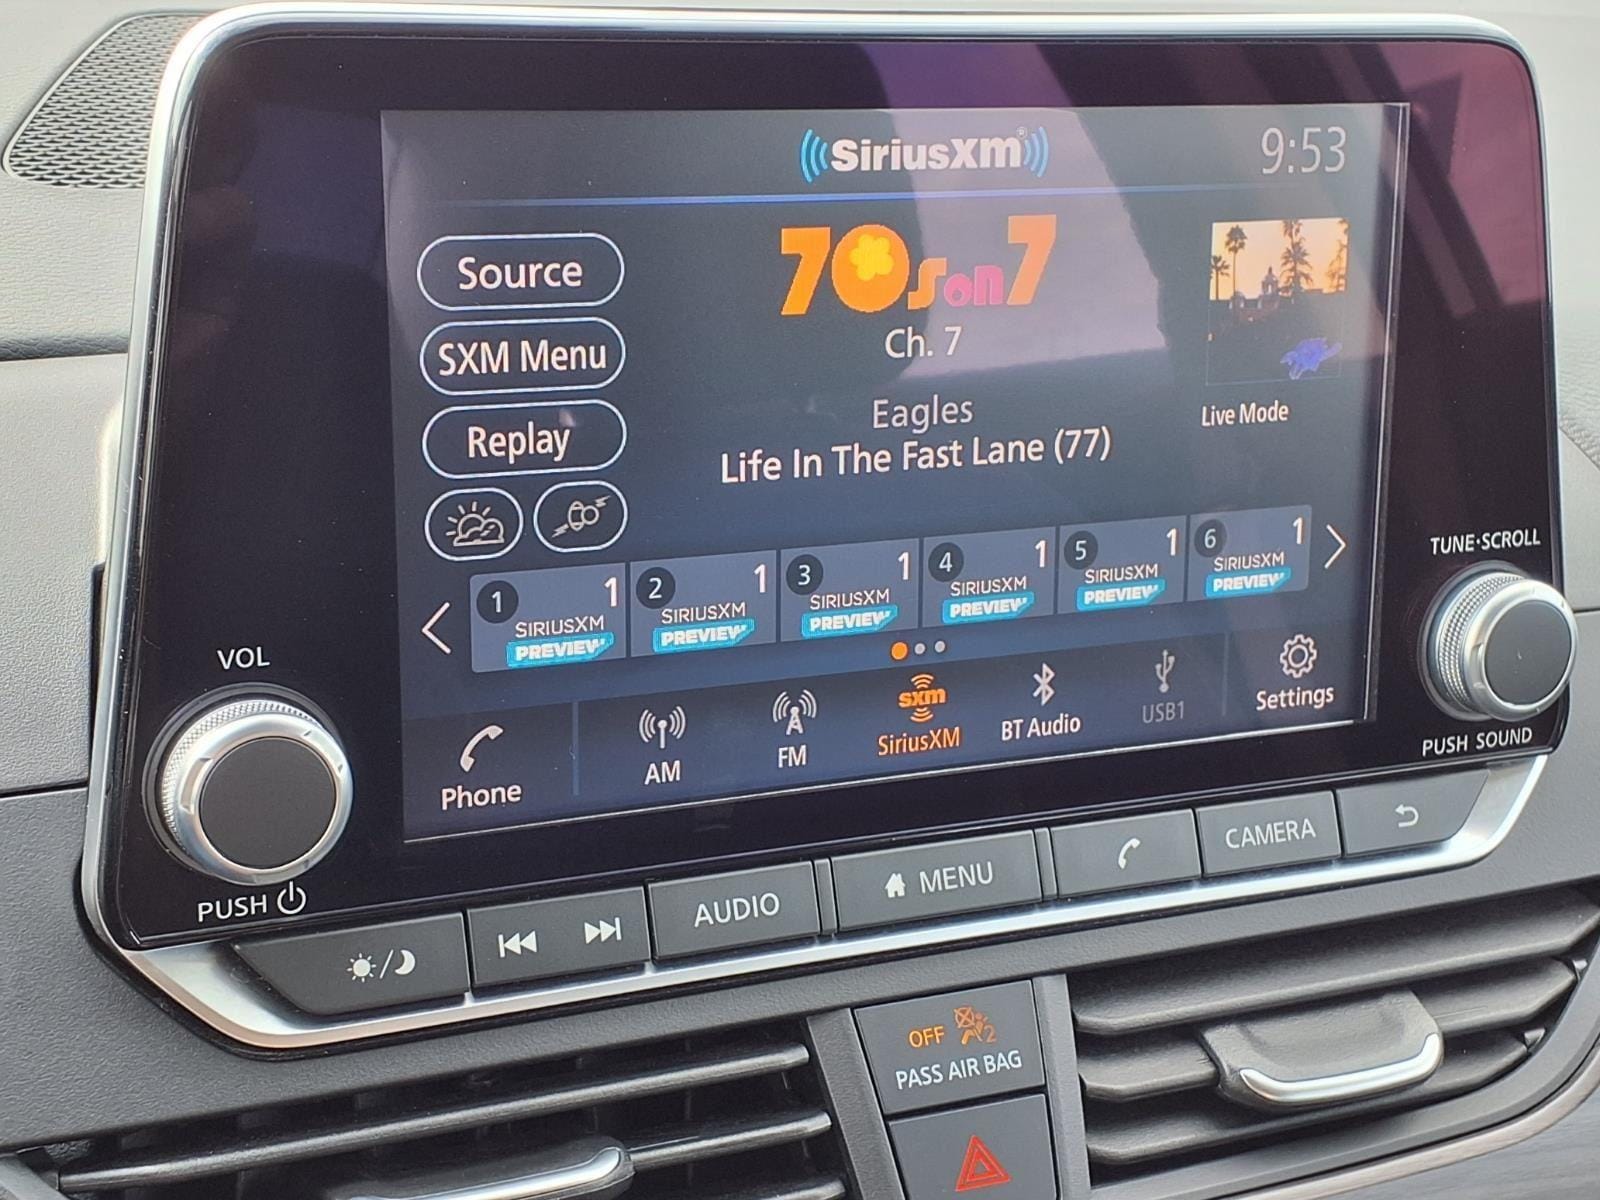 SiriusXM®
9:53
70s on 7
Ch. 7
Source
SXM Menu
Replay
Eagles
Life In The Fast Lane (77)
Live Mode
1 1
SIRIUSXM
PREVIEW
2 1
SIRIUSXM
PREVIEW
3 1
SIRIUSXM
PREVIEW
4 1
SIRIUSXM
PREVIEW
5 1
SIRIUSXM
PREVIEW
6 1
SIRIUSXM
PREVIEW
Phone
AM
FM
sxm
SiriusXM
BT Audio
USB1
Settings
VOL
PUSH
TUNE·SCROLL
PUSH SOUND
AUDIO
MENU
CAMERA
OFF 2
PASS AIR BAG